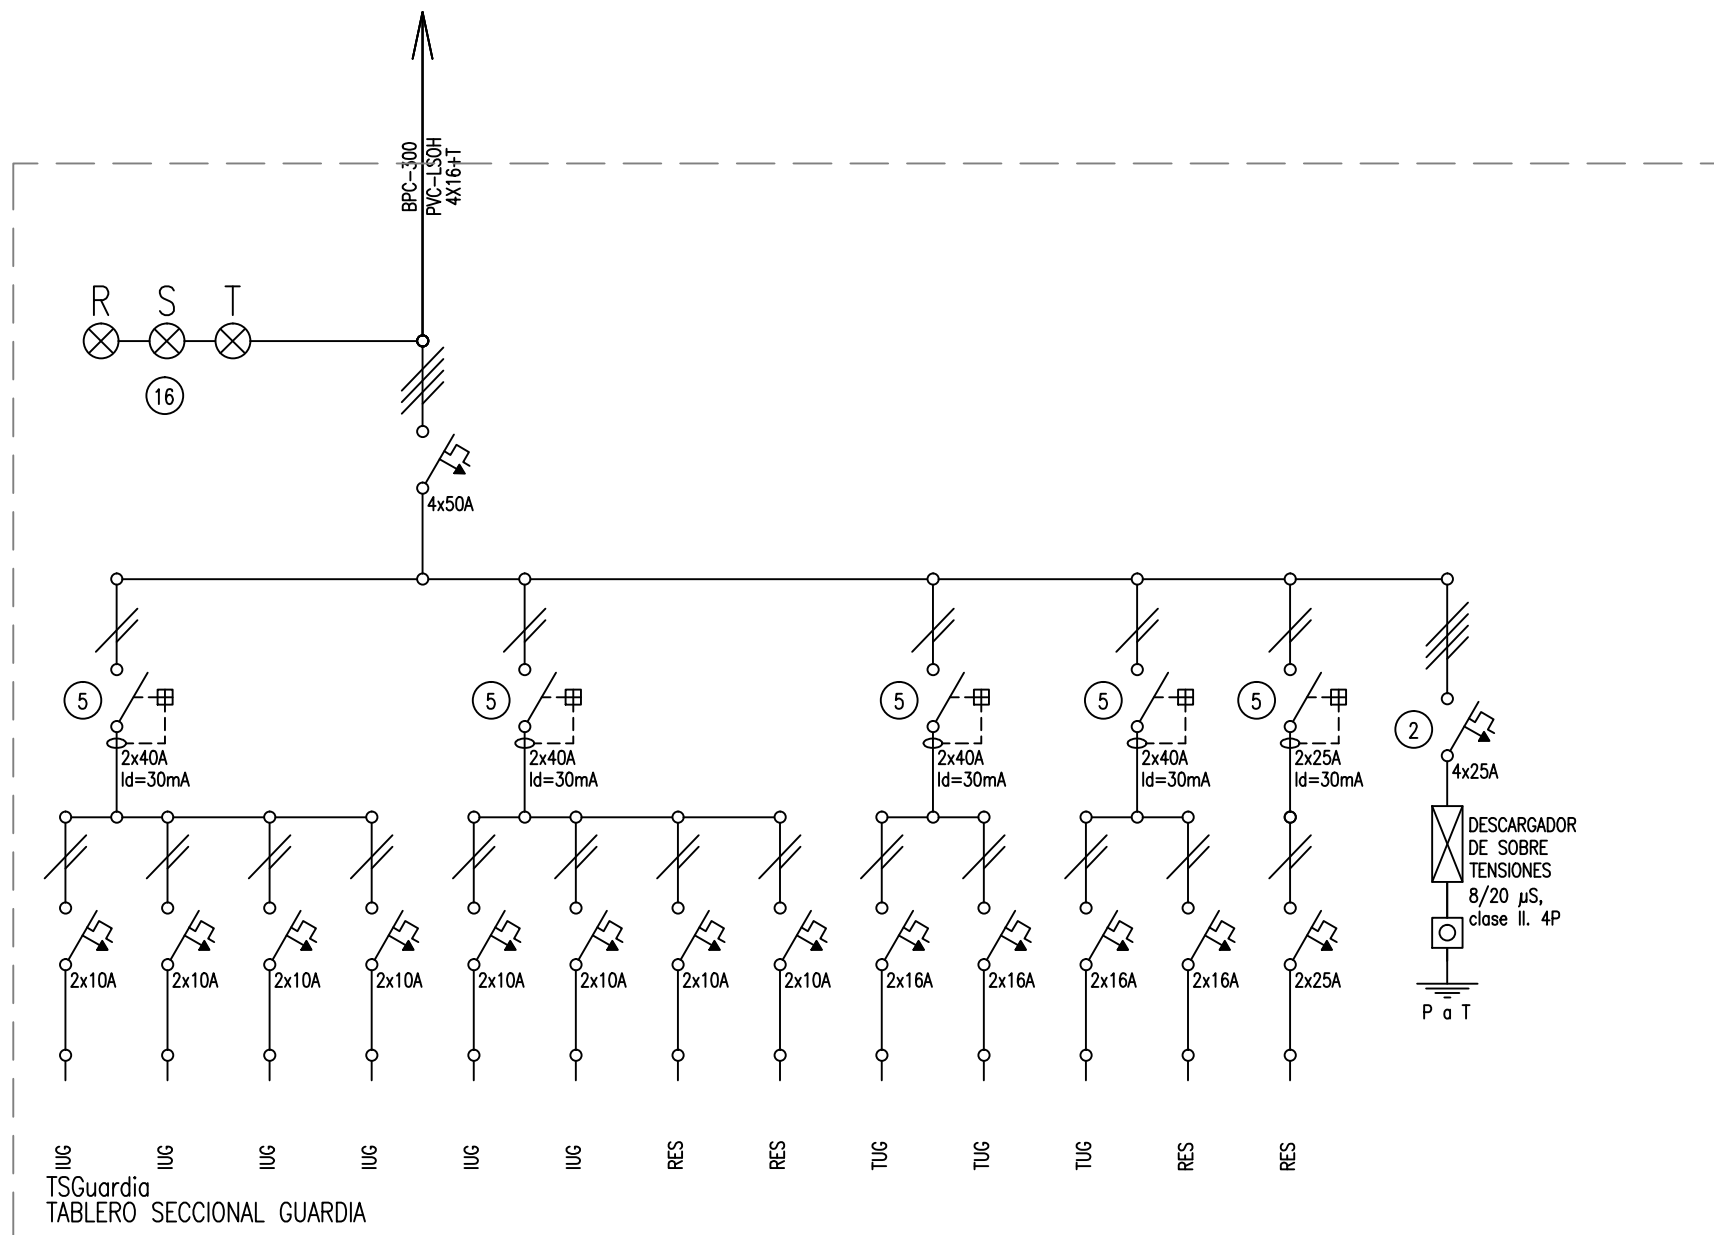 BPC-300
PVC-LSOH
4X16+T
R S T
16
4x50A
5 5 5 5 5 2
2x40A 2x40A 2x40A 2x40A 2x25A 4x25A
Id=30mA Id=30mA Id=30mA Id=30mA Id=30mA
DESCARGADOR
DE SOBRE
TENSIONES
8/20 µS,
clase II. 4P
2x10A 2x10A 2x10A 2x10A 2x10A 2x10A 2x10A 2x10A 2x16A 2x16A 2x16A 2x16A 2x25A
P a T
IUG IUG IUG IUG IUG IUG RES RES TUG TUG TUG RES RES
TSGuardia
TABLERO SECCIONAL GUARDIA